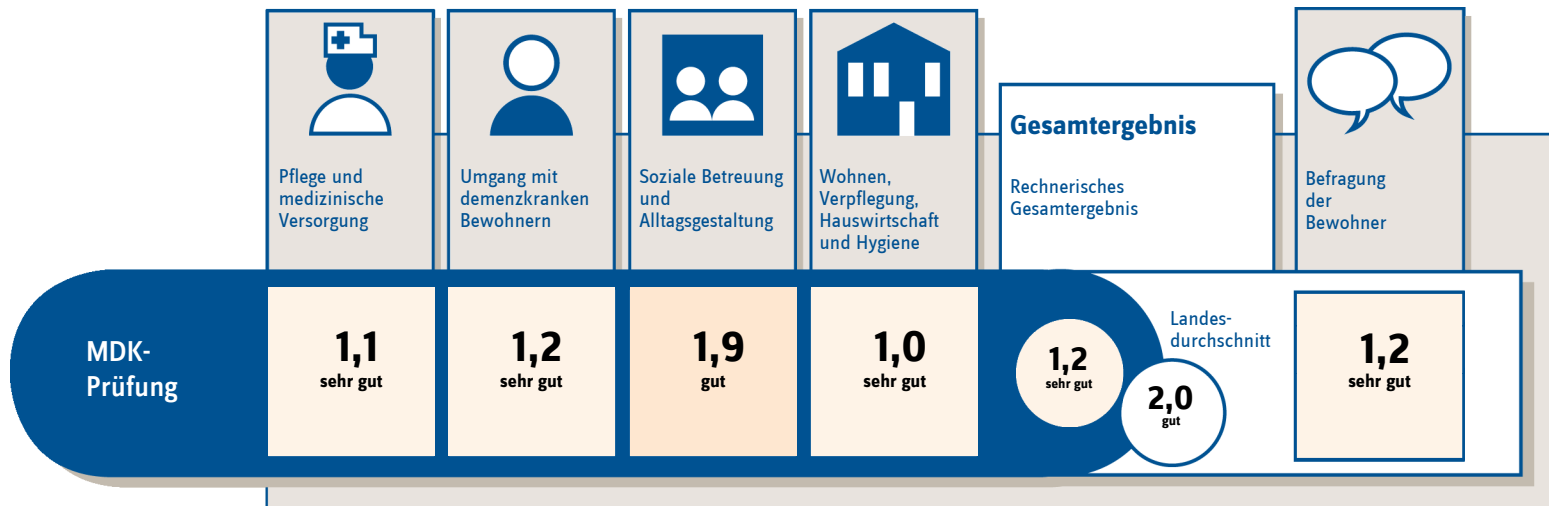 Pflege und
medizinische
Versorgung
Umgang mit
demenzkranken
Bewohnern
Soziale Betreuung
und
Alltagsgestaltung
Wohnen,
Verpflegung,
Hauswirtschaft
und Hygiene
Gesamtergebnis
Rechnerisches
Gesamtergebnis
Befragung
der
Bewohner
MDK-
Prüfung
1,1
sehr gut
1,2
sehr gut
1,9
gut
1,0
sehr gut
1,2
sehr gut
Landes-
durchschnitt
2,0
gut
1,2
sehr gut